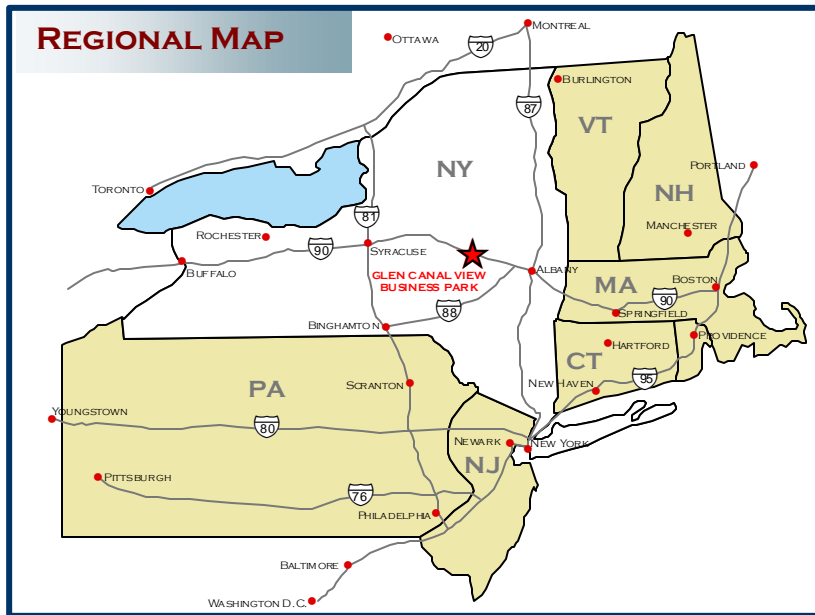 REGIONAL MAP
MONTREAL
OTTAWA
20
BURLINGTON
87
VT
PORTLAND
NY
NH
TORONTO
81
MANCHESTER
ROCHESTER
SYRACUSE
90
BUFFALO
ALBANY
GLEN CANAL VIEW
BUSINESS PARK
MA
BOSTON
90
88
SPRINGFIELD
BINGHAMTON
PROVIDENCE
HARTFORD
CT
95
NEW HAVEN
SCRANTON
PA
YOUNGSTOWN
80
NEWARK
NEW YORK
NJ
PITTSBURGH
76
PHILADELPHIA
BALTIMORE
WASHINGTON D.C.